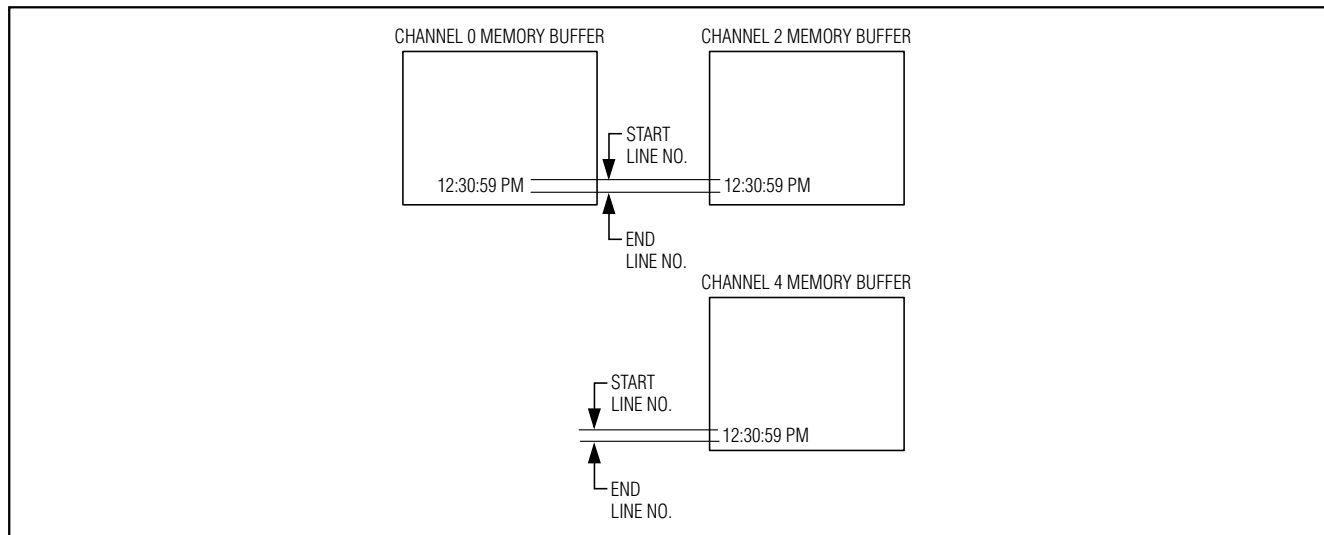 CHANNEL 0 MEMORY BUFFER
CHANNEL 2 MEMORY BUFFER
START
LINE NO.
12:30:59 PM
12:30:59 PM
END
LINE NO.
CHANNEL 4 MEMORY BUFFER
START
LINE NO.
12:30:59 PM
END
LINE NO.